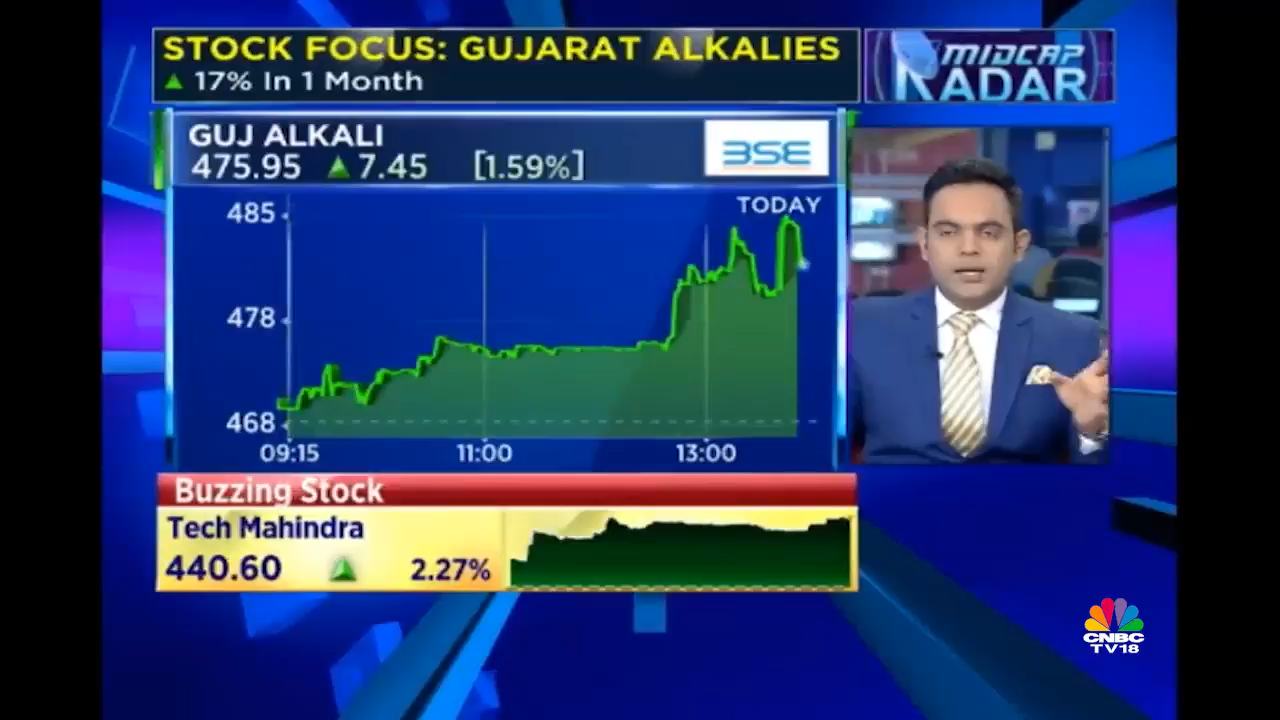 STOCK FOCUS: GUJARAT ALKALIES
▲ 17% In 1 Month
MIDCAP
RADAR
GUJ ALKALI
475.95 ▲ 7.45 [1.59%]
BSE
TODAY
485
478
468
09:15 11:00 13:00
Buzzing Stock
Tech Mahindra
440.60 ▲ 2.27%
CNBC
TV18